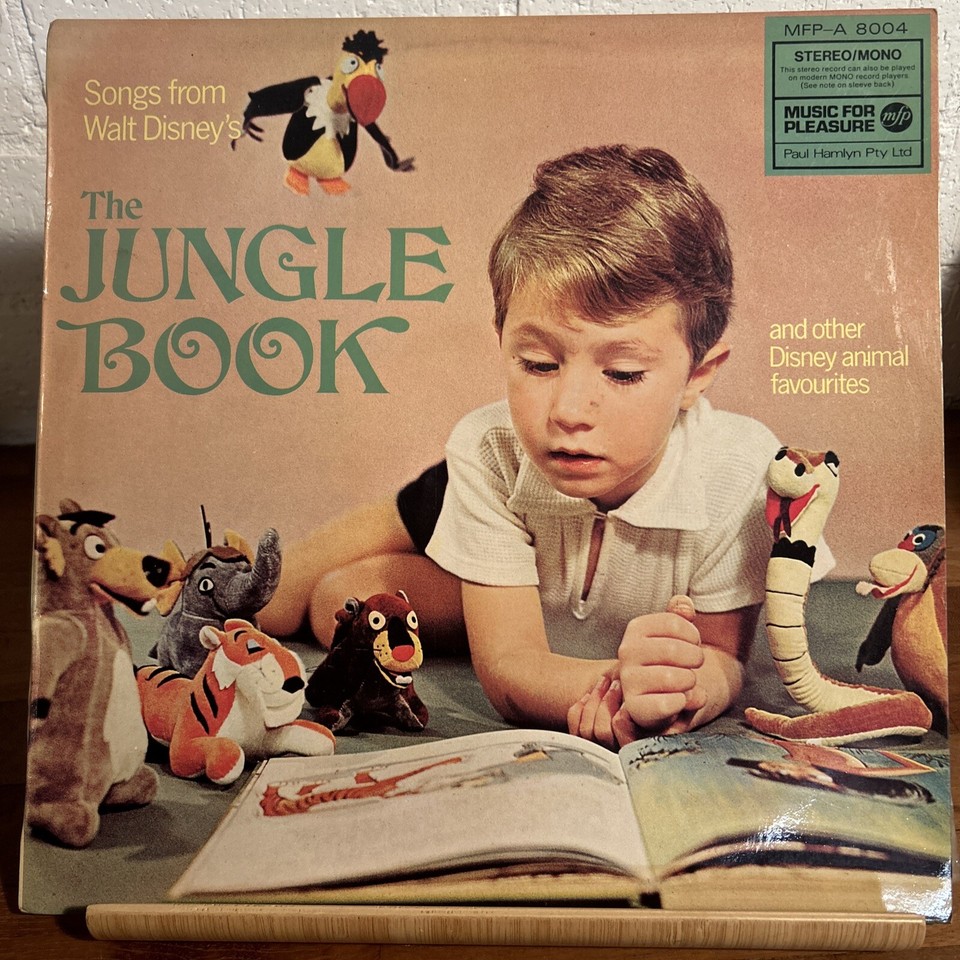 Songs from
Walt Disney's
The
JUNGLE
BOOK
and other
Disney animal
favourites
MFP–A 8004
STEREO/MONO
This stereo record can also be played
on modern MONO record players
(See note on sleeve back)
MUSIC FOR
PLEASURE
mfp
Paul Hamlyn Pty Ltd